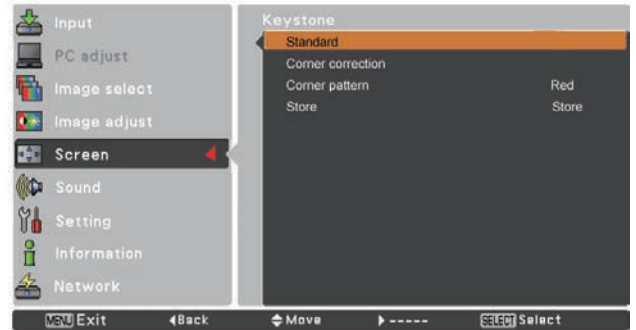 Input
PC adjust
Image select
Image adjust
Screen
Sound
Setting
Information
Network
Keystone
Standard
Corner correction
Corner pattern Red
Store Store
MENU Exit Back Move ----- SELECT Select